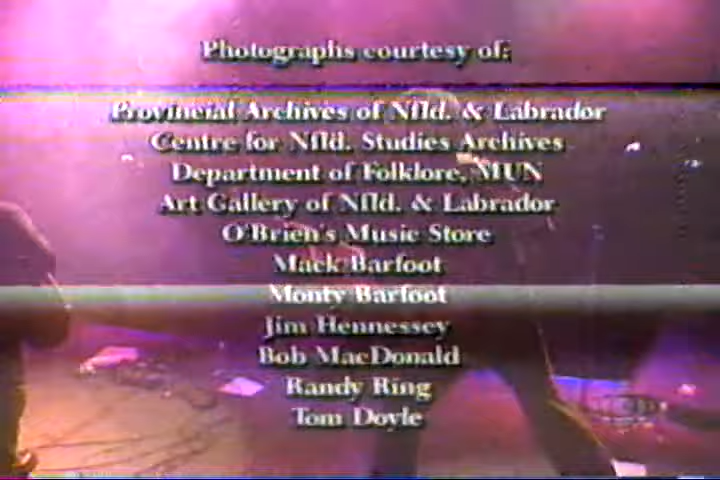 Photographs courtesy of:
Provincial Archives of Nfld. & Labrador
Centre for Nfld. Studies Archives
Department of Folklore, MUN
Art Gallery of Nfld. & Labrador
O'Brien's Music Store
Mack Barfoot
Monty Barfoot
Jim Hennessey
Bob MacDonald
Randy Ring
Tom Doyle